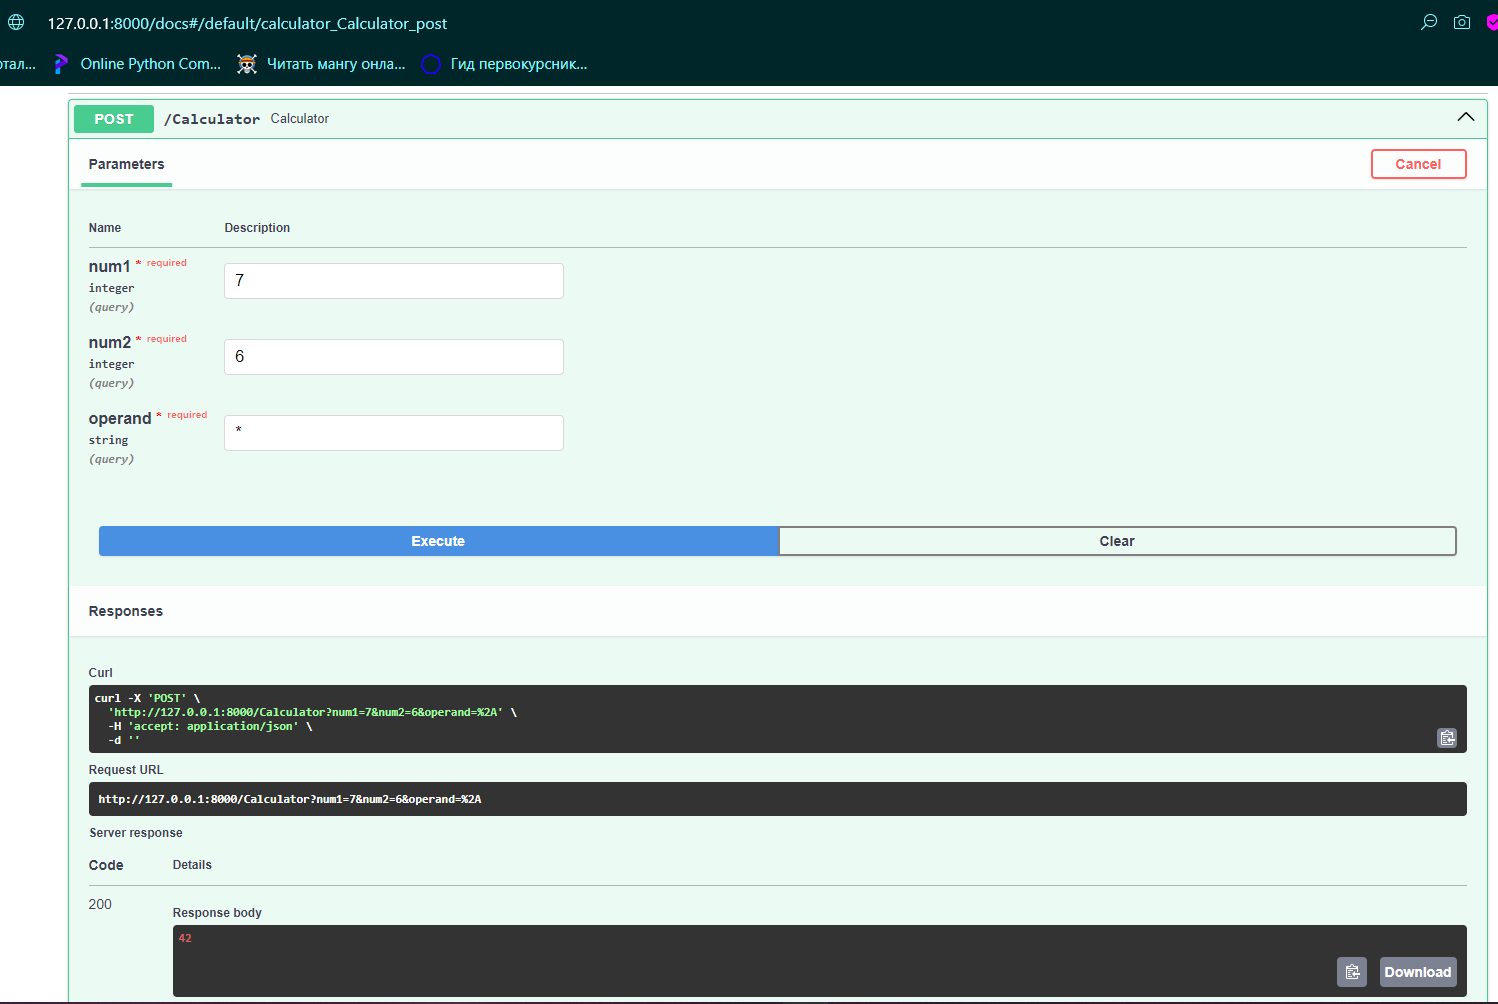 127.0.0.1:8000/docs#/default/calculator_Calculator_post
отал... Online Python Com... Читать мангу онла... Гид первокурсник...
POST /Calculator Calculator
Parameters Cancel
Name Description
num1 * required
integer
(query)
7
num2 * required
integer
(query)
6
operand * required
string
(query)
*
Execute Clear
Responses
Curl
curl -X 'POST' \
'http://127.0.0.1:8000/Calculator?num1=7&num2=6&operand=%2A' \
-H 'accept: application/json' \
-d ''
Request URL
http://127.0.0.1:8000/Calculator?num1=7&num2=6&operand=%2A
Server response
Code Details
200
Response body
42
Download